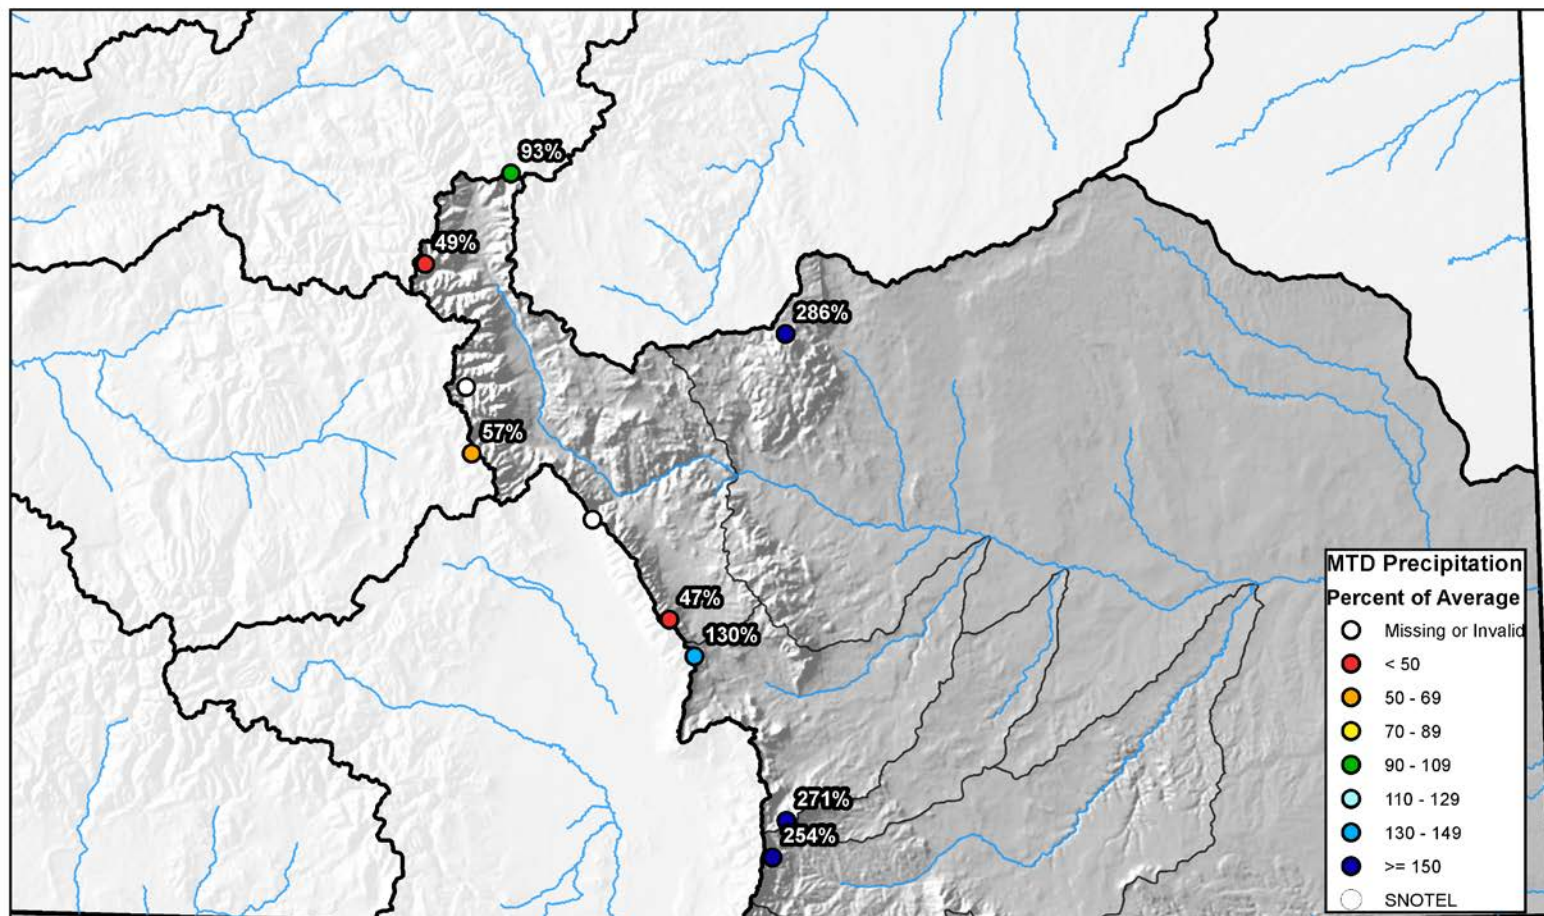 93%
49%
286%
57%
47%
130%
271%
254%
MTD Precipitation
Percent of Average
Missing or Invalid
< 50
50 - 69
70 - 89
90 - 109
110 - 129
130 - 149
>= 150
SNOTEL